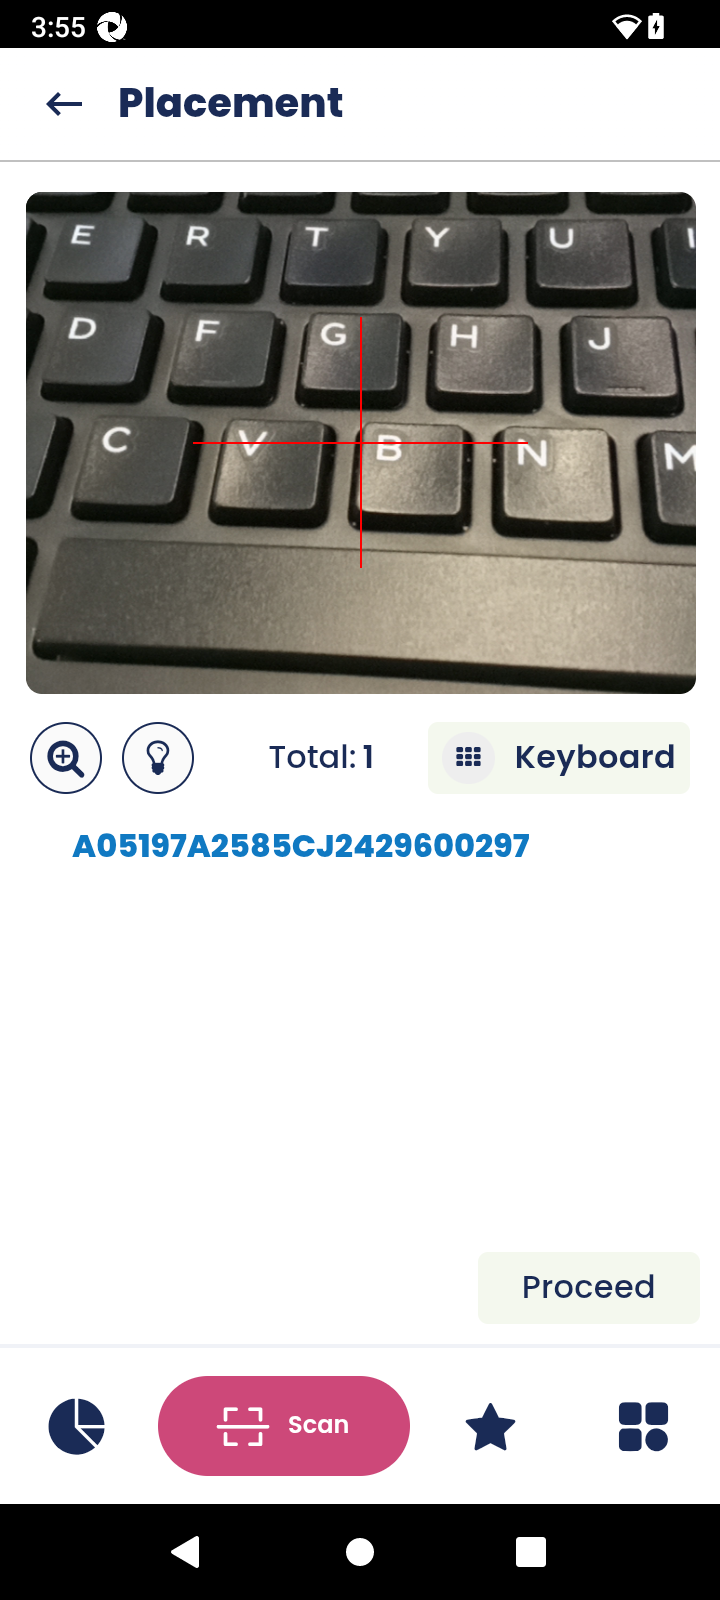 3:55
Placement
E R T Y U
D F G H J
C V B N M
Total: 1
Keyboard
A05197A2585CJ2429600297
Proceed
Scan